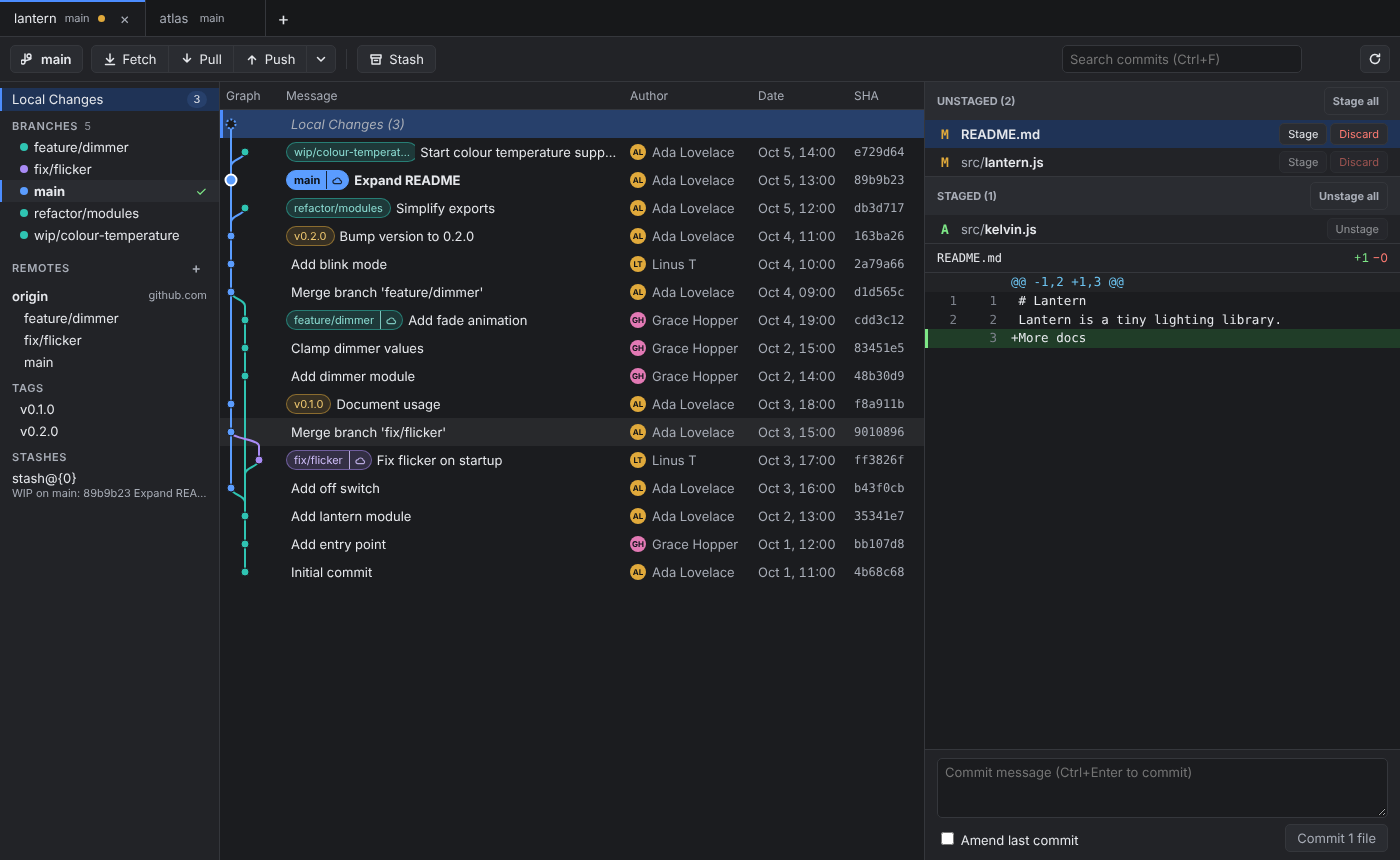 lantern main ×
atlas main
+
main Fetch Pull Push Stash
Search commits (Ctrl+F)
Local Changes 3
BRANCHES 5
feature/dimmer
fix/flicker
main
refactor/modules
wip/colour-temperature
REMOTES +
origin github.com
feature/dimmer
fix/flicker
main
TAGS
v0.1.0
v0.2.0
STASHES
stash@{0}
WIP on main: 89b9b23 Expand REA...
Graph Message Author Date SHA
Local Changes (3)
wip/colour-temperat... Start colour temperature supp... AL Ada Lovelace Oct 5, 14:00 e729d64
main Expand README AL Ada Lovelace Oct 5, 13:00 89b9b23
refactor/modules Simplify exports AL Ada Lovelace Oct 5, 12:00 db3d717
v0.2.0 Bump version to 0.2.0 AL Ada Lovelace Oct 4, 11:00 163ba26
Add blink mode LT Linus T Oct 4, 10:00 2a79a66
Merge branch 'feature/dimmer' AL Ada Lovelace Oct 4, 09:00 d1d565c
feature/dimmer Add fade animation GH Grace Hopper Oct 4, 19:00 cdd3c12
Clamp dimmer values GH Grace Hopper Oct 2, 15:00 83451e5
Add dimmer module GH Grace Hopper Oct 2, 14:00 48b30d9
v0.1.0 Document usage AL Ada Lovelace Oct 3, 18:00 f8a911b
Merge branch 'fix/flicker' AL Ada Lovelace Oct 3, 15:00 9010896
fix/flicker Fix flicker on startup LT Linus T Oct 3, 17:00 ff3826f
Add off switch AL Ada Lovelace Oct 3, 16:00 b43f0cb
Add lantern module AL Ada Lovelace Oct 2, 13:00 35341e7
Add entry point GH Grace Hopper Oct 1, 12:00 bb107d8
Initial commit AL Ada Lovelace Oct 1, 11:00 4b68c68
UNSTAGED (2) Stage all
M README.md Stage Discard
M src/lantern.js Stage Discard
STAGED (1) Unstage all
A src/kelvin.js Unstage
README.md +1 −0
@@ -1,2 +1,3 @@
1 1 # Lantern
2 2 Lantern is a tiny lighting library.
3 +More docs
Commit message (Ctrl+Enter to commit)
Amend last commit Commit 1 file